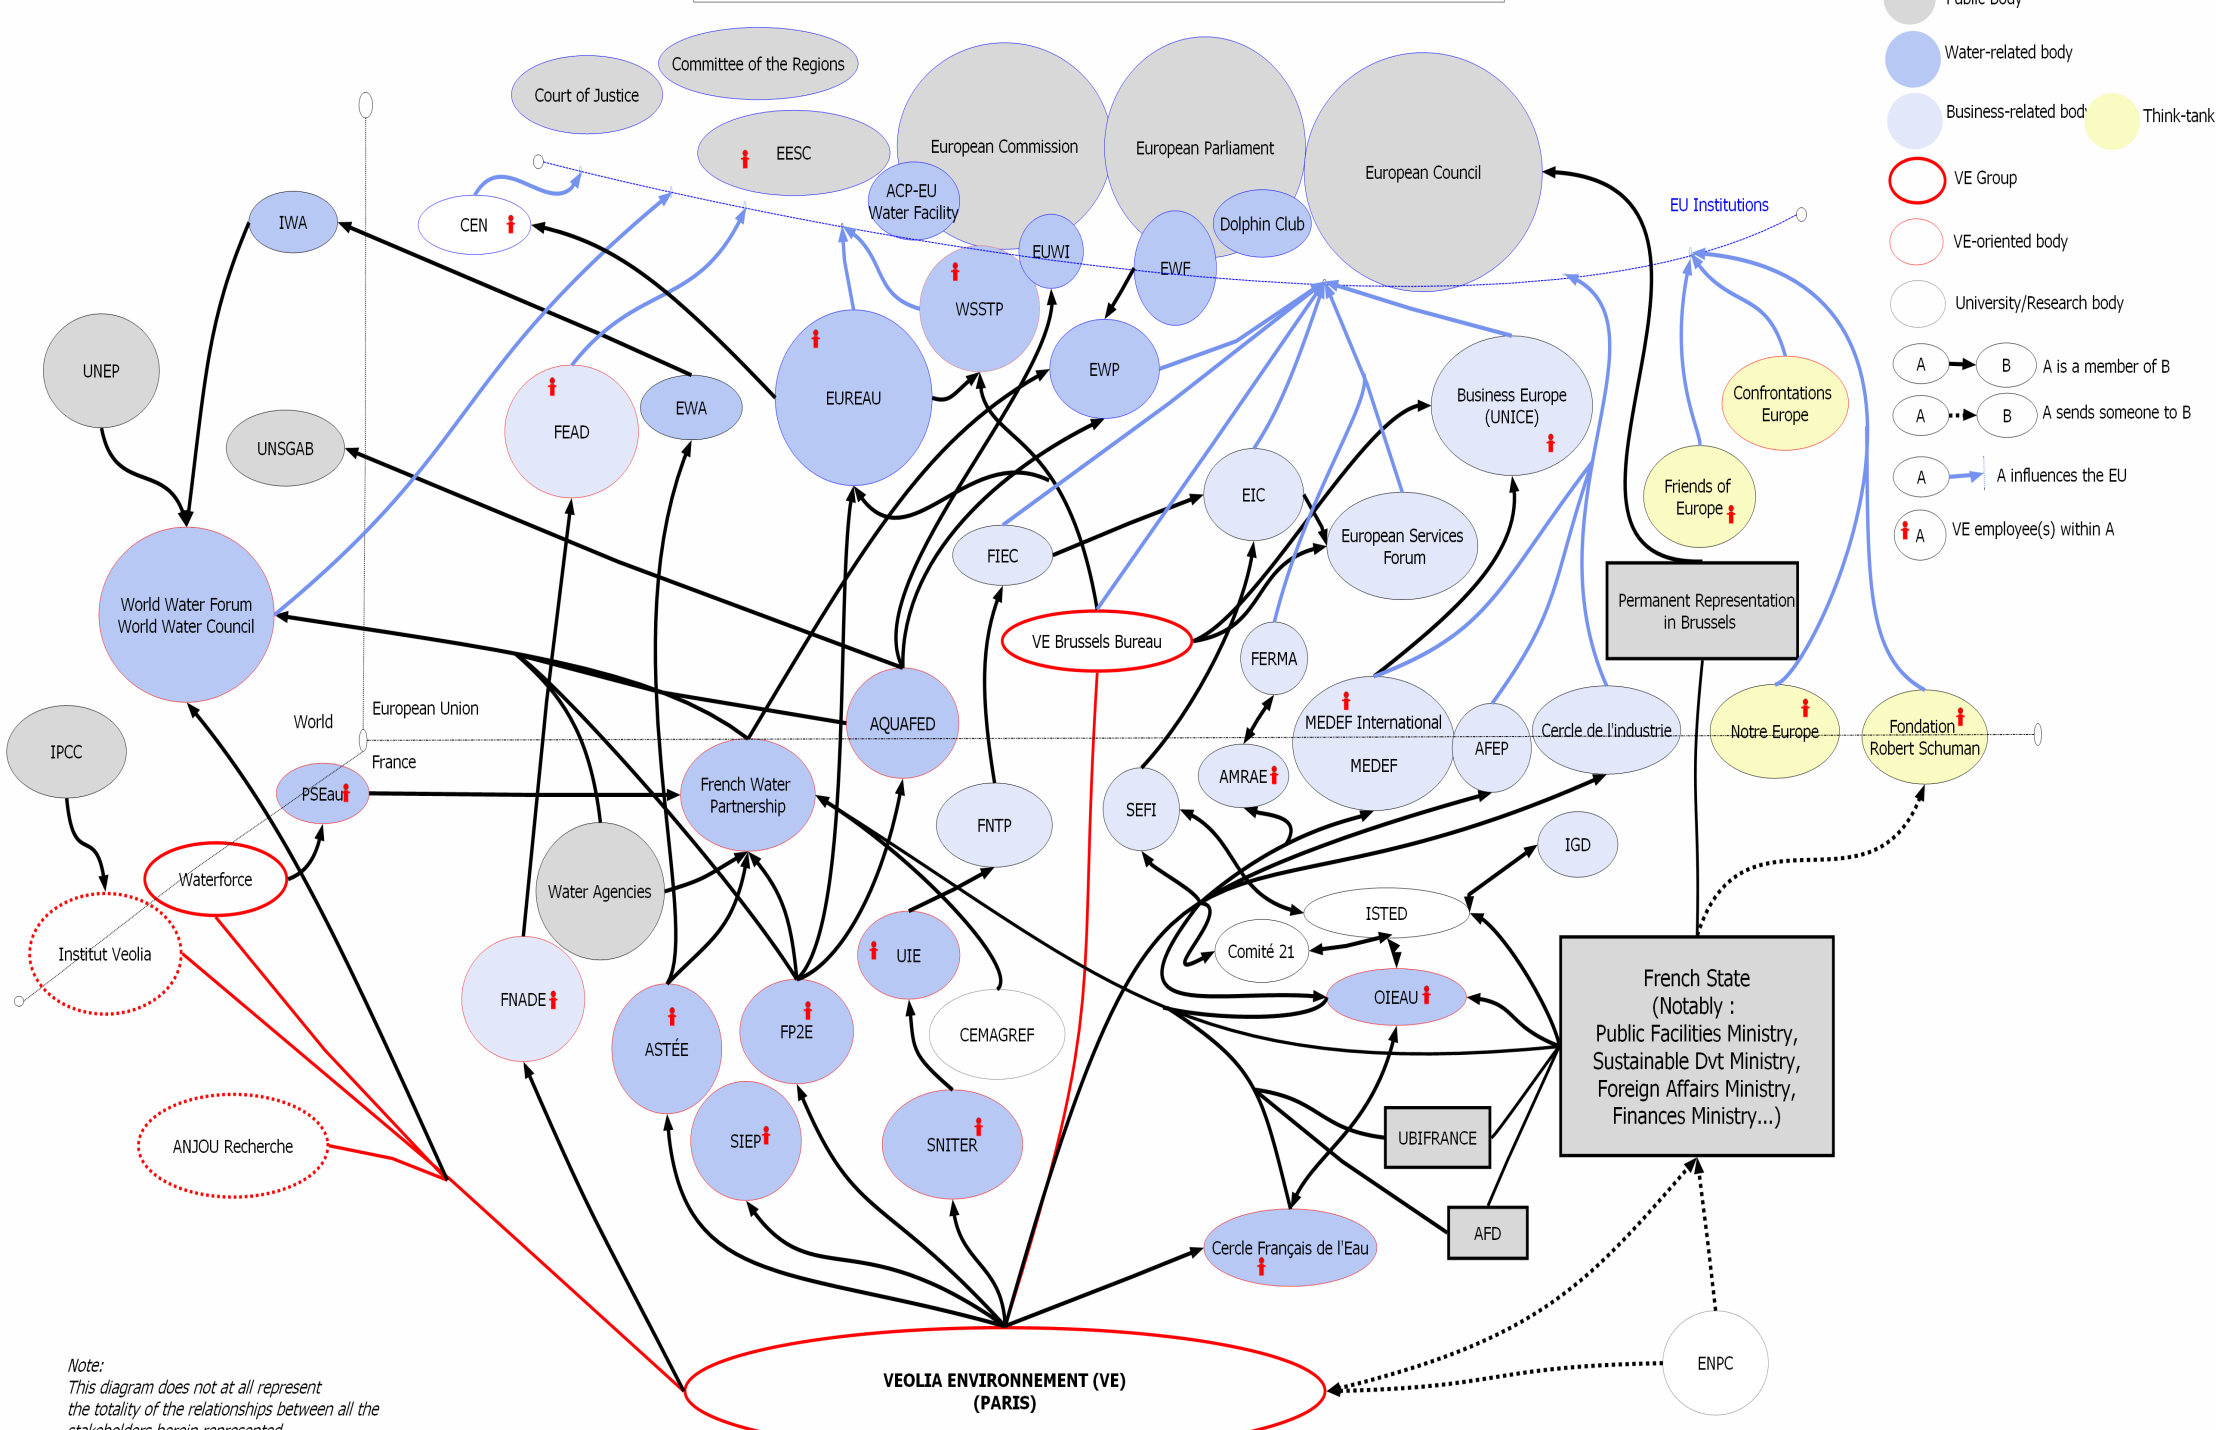 Public Body
Water-related body
Business-related body
Think-tank
VE Group
VE-oriented body
University/Research body
A
B
A is a member of B
A
B
A sends someone to B
A
A influences the EU
A
VE employee(s) within A
Committee of the Regions
Court of Justice
EESC
European Commission
European Parliament
European Council
ACP-EU
Water Facility
Dolphin Club
EU Institutions
IWA
CEN
EUWI
EWF
WSSTP
UNEP
EWP
EUREAU
EWA
FEAD
UNSGAB
Business Europe
(UNICE)
Confrontations
Europe
Friends of
Europe
EIC
European Services
Forum
FIEC
World Water Forum
World Water Council
VE Brussels Bureau
FERMA
Permanent Representation
in Brussels
World
European Union
France
AQUAFED
MEDEF International
MEDEF
AFEP
Cercle de l'industrie
Notre Europe
Fondation
Robert Schuman
IPCC
PSEau
French Water
Partnership
AMRAE
SEFI
FNTP
IGD
Waterforce
Water Agencies
ISTED
Comité 21
Institut Veolia
UIE
FNADE
OIEAU
ASTÉE
FP2E
CEMAGREF
French State
(Notably :
Public Facilities Ministry,
Sustainable Dvt Ministry,
Foreign Affairs Ministry,
Finances Ministry...)
ANJOU Recherche
SIEP
SNITER
UBIFRANCE
AFD
Cercle Français de l'Eau
ENPC
VEOLIA ENVIRONNEMENT (VE)
(PARIS)
Note:
This diagram does not at all represent
the totality of the relationships between all the
stakeholders herein represented